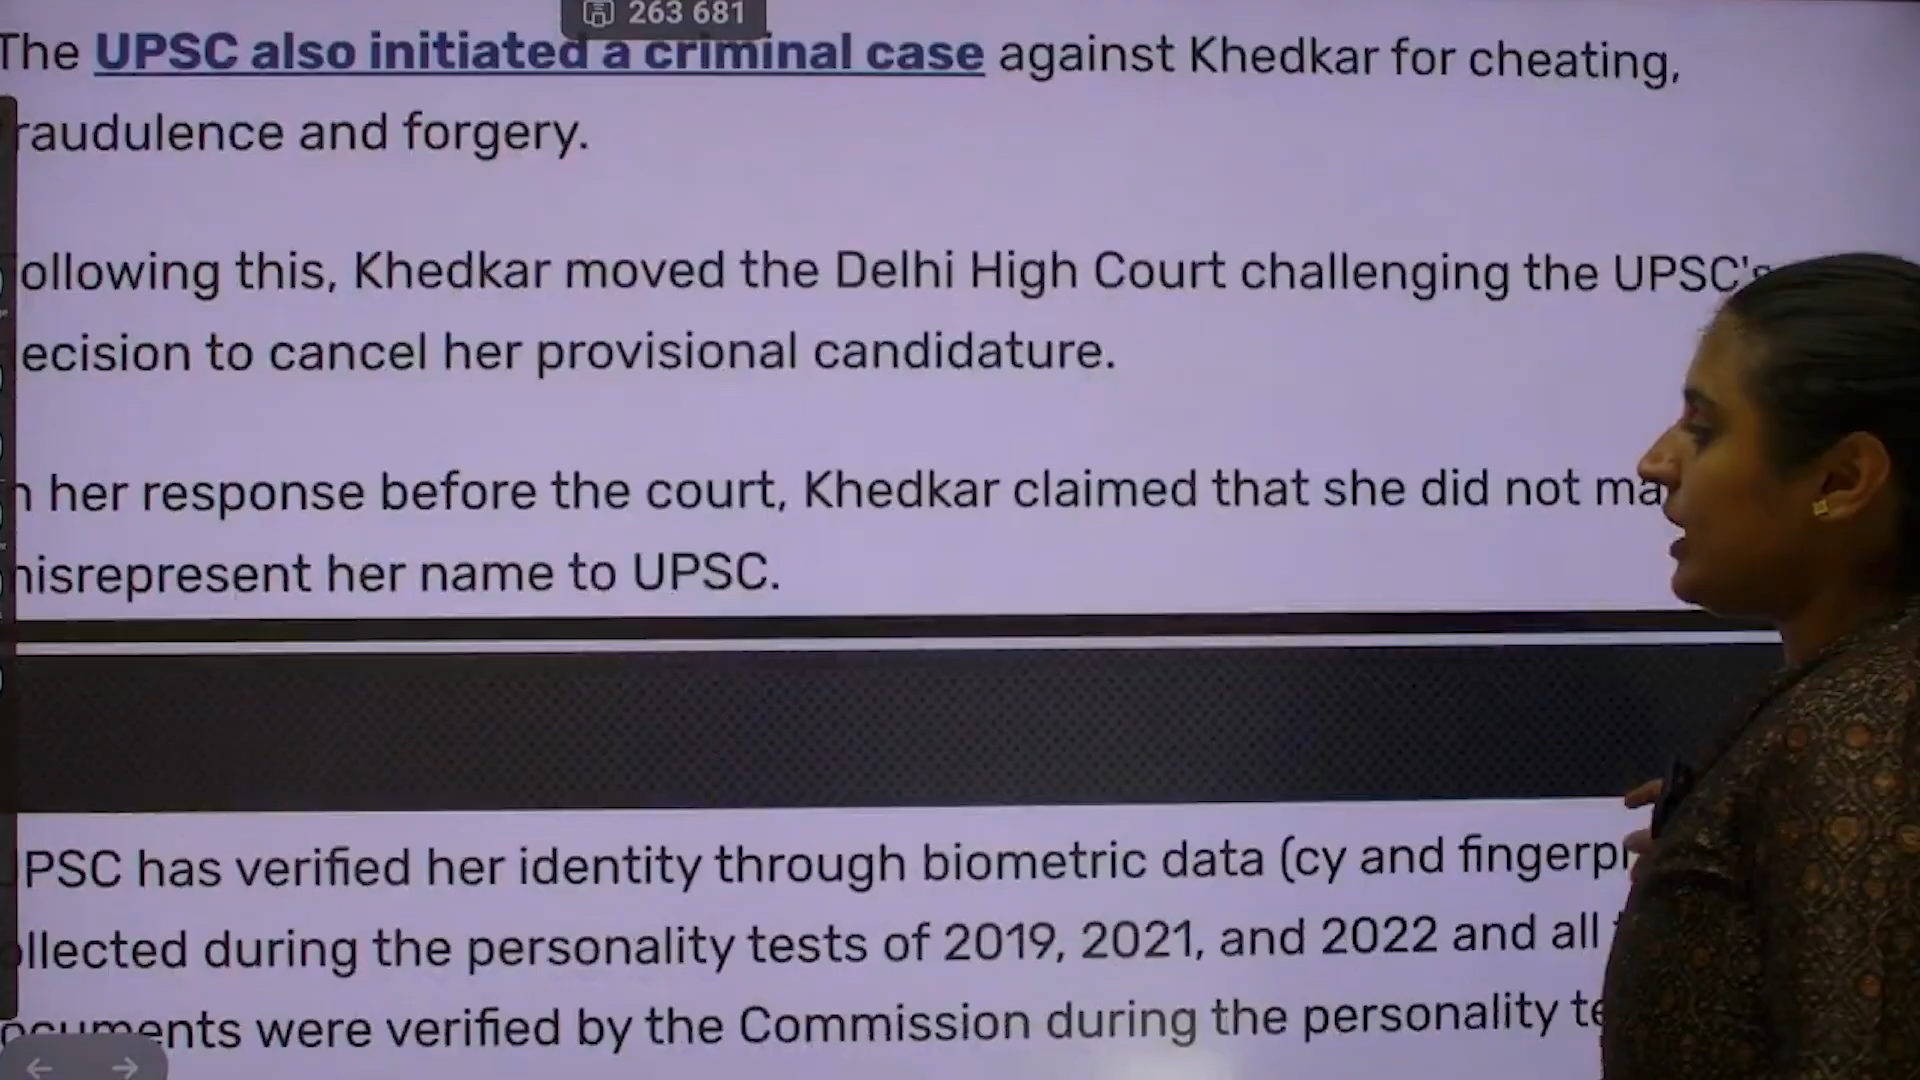 263 681
The UPSC also initiated a criminal case against Khedkar for cheating,
raudulence and forgery.
ollowing this, Khedkar moved the Delhi High Court challenging the UPSC's
ecision to cancel her provisional candidature.
her response before the court, Khedkar claimed that she did not ma
isrepresent her name to UPSC.
PSC has verified her identity through biometric data (cy and fingerpr
ollected during the personality tests of 2019, 2021, and 2022 and all
ocuments were verified by the Commission during the personality te